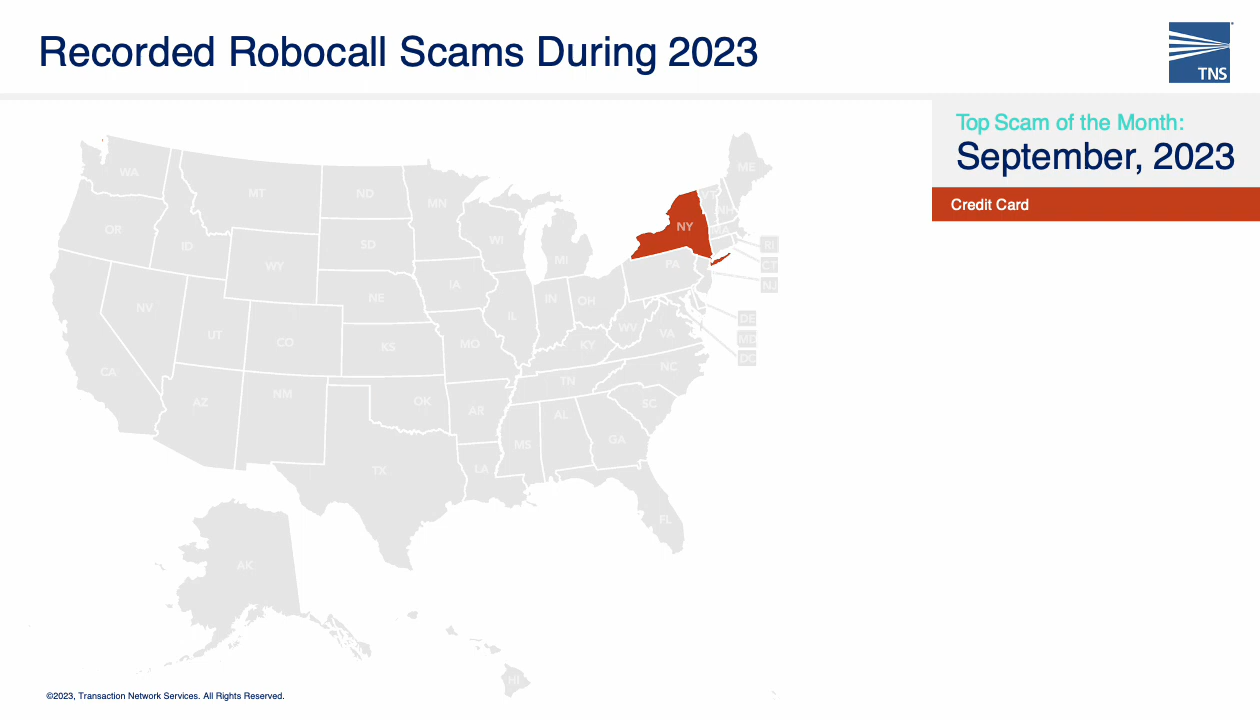 Recorded Robocall Scams During 2023
TNS
Top Scam of the Month:
September, 2023
Credit Card
WA
MT
ND
MN
ME
VT
NH
OR
ID
SD
WI
NY
MA
WY
MI
RI
CT
NJ
PA
IA
NE
NV
UT
CO
IL
IN
OH
DE
MD
DC
WV
VA
KS
MO
KY
CA
AZ
NM
OK
AR
TN
NC
SC
MS
AL
GA
TX
LA
FL
AK
HI
©2023, Transaction Network Services. All Rights Reserved.